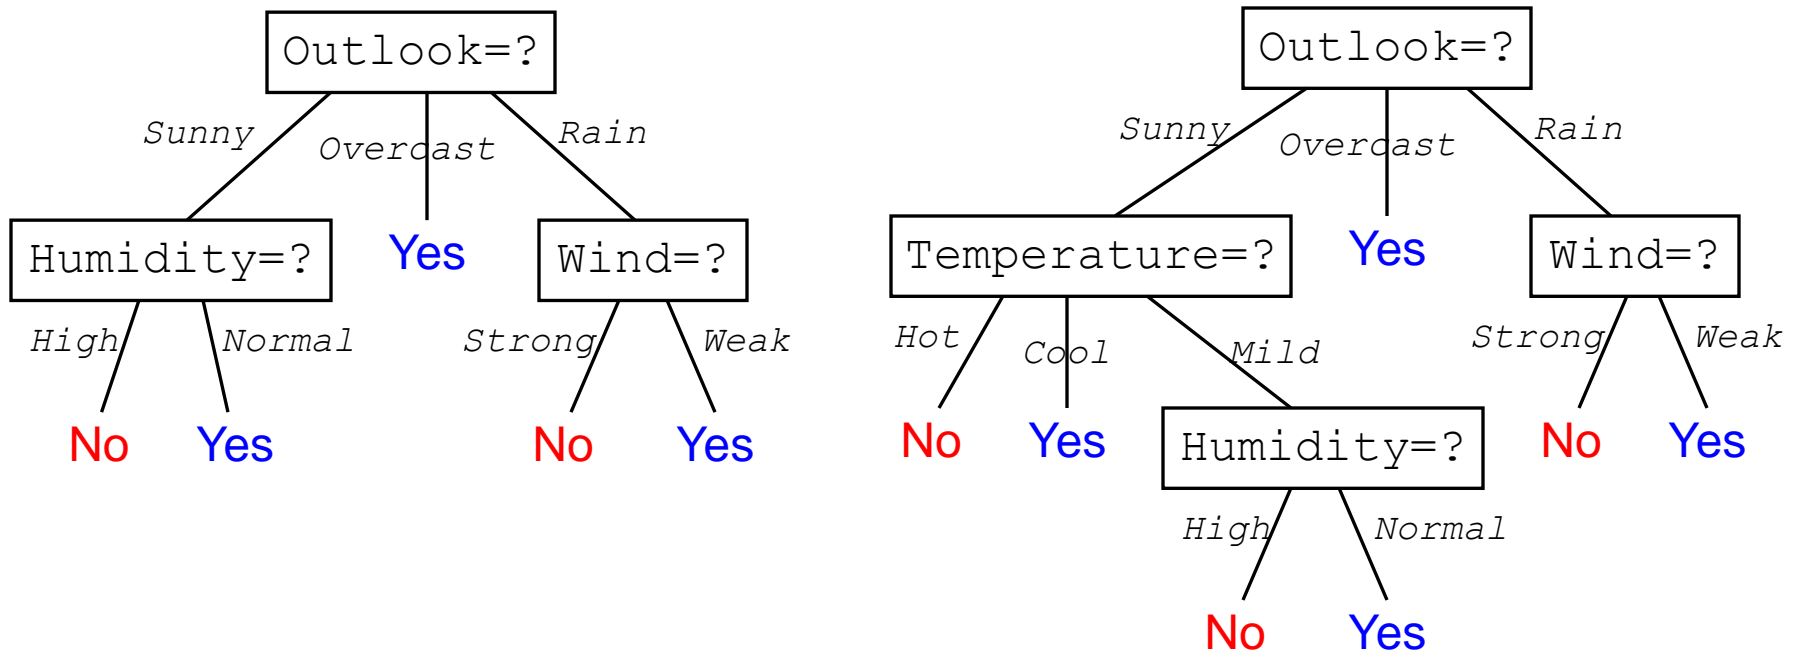 Outlook=?
Sunny
Overcast
Rain
Humidity=?
Yes
Wind=?
High
Normal
Strong
Weak
No
Yes
No
Yes
Outlook=?
Sunny
Overcast
Rain
Temperature=?
Yes
Wind=?
Hot
Cool
Mild
Strong
Weak
No
Yes
Humidity=?
No
Yes
High
Normal
No
Yes